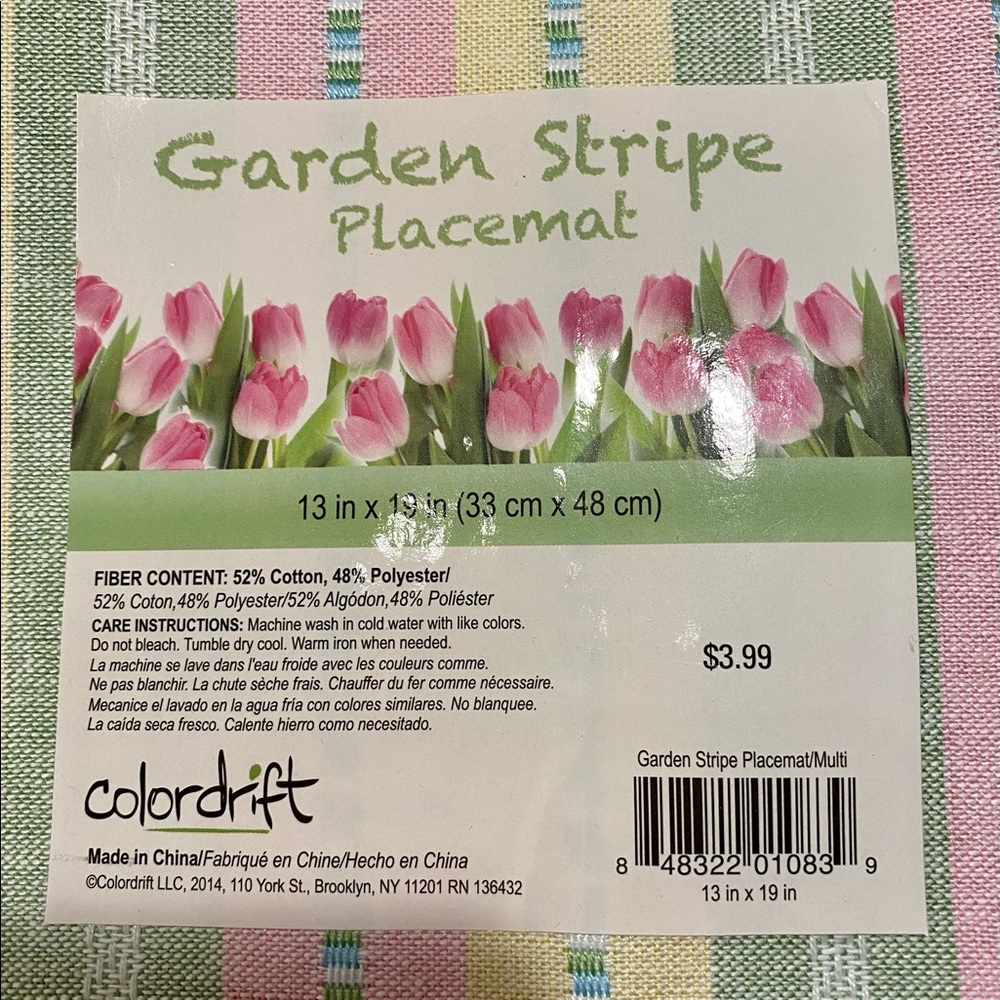 Garden Stripe
Placemat
13 in x 19 in (33 cm x 48 cm)
FIBER CONTENT: 52% Cotton, 48% Polyester/
52% Coton,48% Polyester/52% Algódon,48% Poliéster
CARE INSTRUCTIONS: Machine wash in cold water with like colors.
Do not bleach. Tumble dry cool. Warm iron when needed.
La machine se lave dans l'eau froide avec les couleurs comme.
Ne pas blanchir. La chute sèche frais. Chauffer du fer comme nécessaire.
Mecanice el lavado en la agua fría con colores similares. No blanquee.
La caída seca fresco. Calente hierro como necesitado.
$3.99
colordrift
Made in China/Fabriqué en Chine/Hecho en China
©Colordrift LLC, 2014, 110 York St., Brooklyn, NY 11201 RN 136432
Garden Stripe Placemat/Multi
8 48322 01083 9
13 in x 19 in